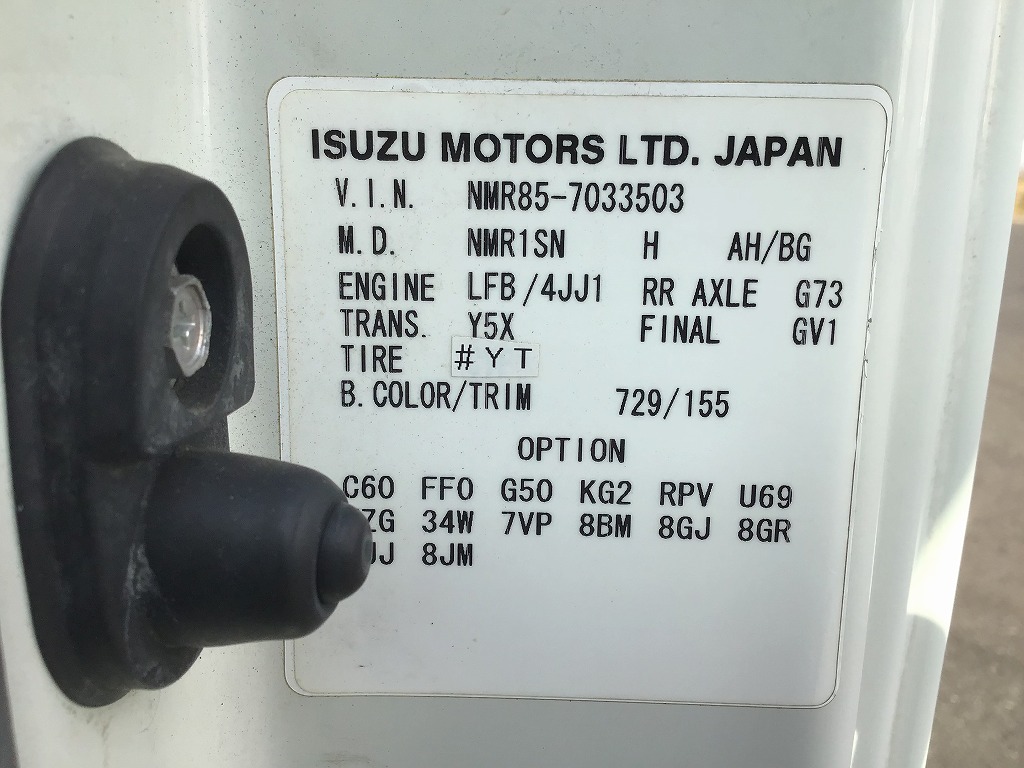 ISUZU MOTORS LTD. JAPAN
V.I.N. NMR85-7033503
M.D. NMR1SN H AH/BG
ENGINE LFB/4JJ1 RR AXLE G73
TRANS. Y5X FINAL GV1
TIRE #YT
B.COLOR/TRIM 729/155
OPTION
C60 FF0 G50 KG2 RPV U69
34W 7VP 8BM 8GJ 8GR
8JM